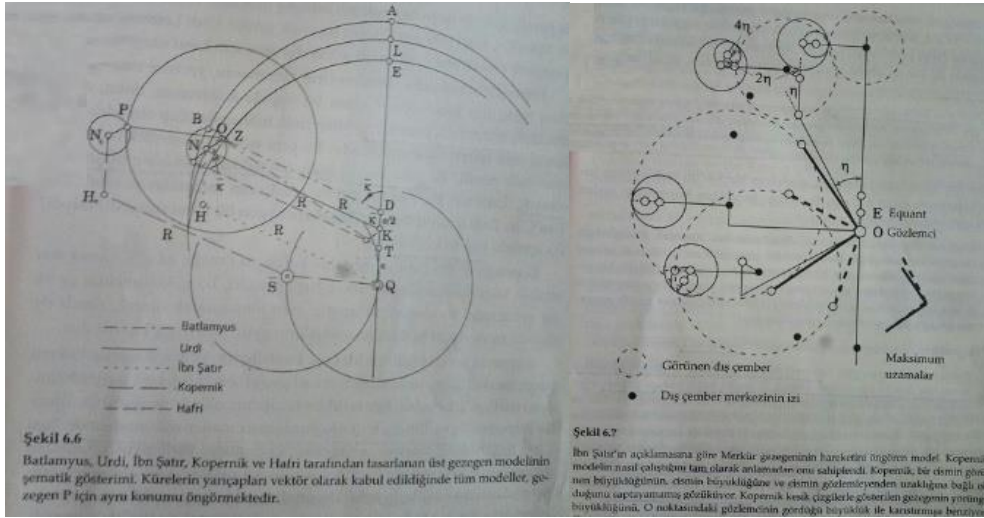 A
L
E
P
B
O
Z
N
N
κ̄
κ̄
H
H
R
R
D
κ̄
e/2
K
T
R
R
e
S̄
Q
Batlamyus
Urdi
İbn Şatır
Kopernik
Hafri
Şekil 6.6
Batlamyus, Urdi, İbn Şatır, Kopernik ve Hafri tarafından tasarlanan üst gezegen modelinin
şematik gösterimi. Kürelerin yarıçapları vektör olarak kabul edildiğinde tüm modeller, ge-
zegen P için aynı konumu öngörmektedir.
4η
2η
η
η
E Equant
O Gözlemci
Görünen dış çember
Dış çember merkezinin izi
Maksimum
uzamalar
Şekil 6.7
İbn Şatır'ın açıklamasına göre Merkür gezegeninin hareketini öngören model.
modelin nasıl çalıştığını tam olarak anlamadan onu sahiplendi. Kopernik, bir cismin görü-
nen büyüklüğünün, cismin büyüklüğüne ve cismin gözlemleyenden uzaklığına bağlı
duğunu saptayamamış gözüküyor. Kopernik kesik çizgilerle gösterilen gezegenin
büyüklüğünü, O noktasındaki gözlemcinin gördüğü büyüklük ile karıştırmışa